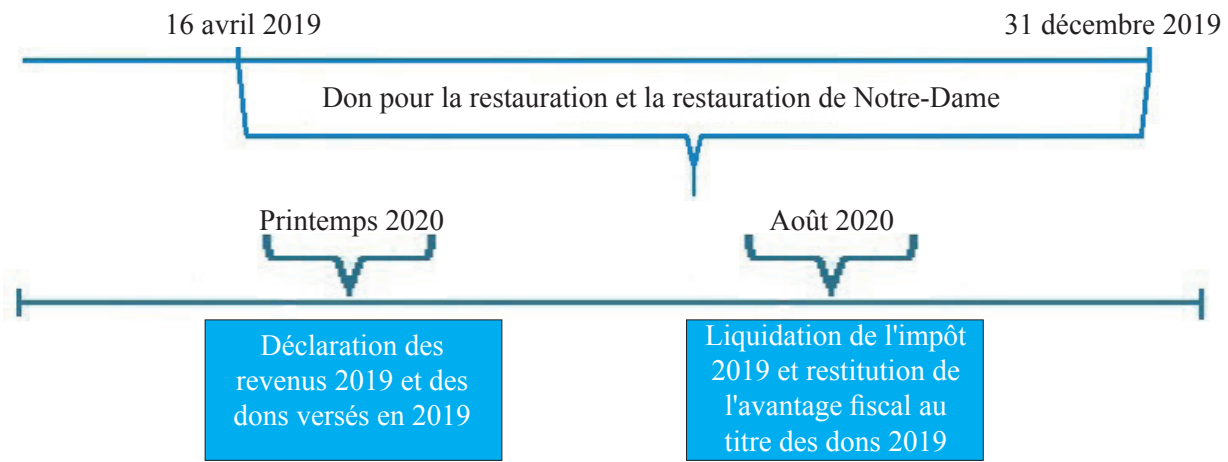 16 avril 2019
31 décembre 2019
Don pour la restauration et la restauration de Notre-Dame
Printemps 2020
Août 2020
Déclaration des
revenus 2019 et des
dons versés en 2019
Liquidation de l'impôt
2019 et restitution de
l'avantage fiscal au
titre des dons 2019